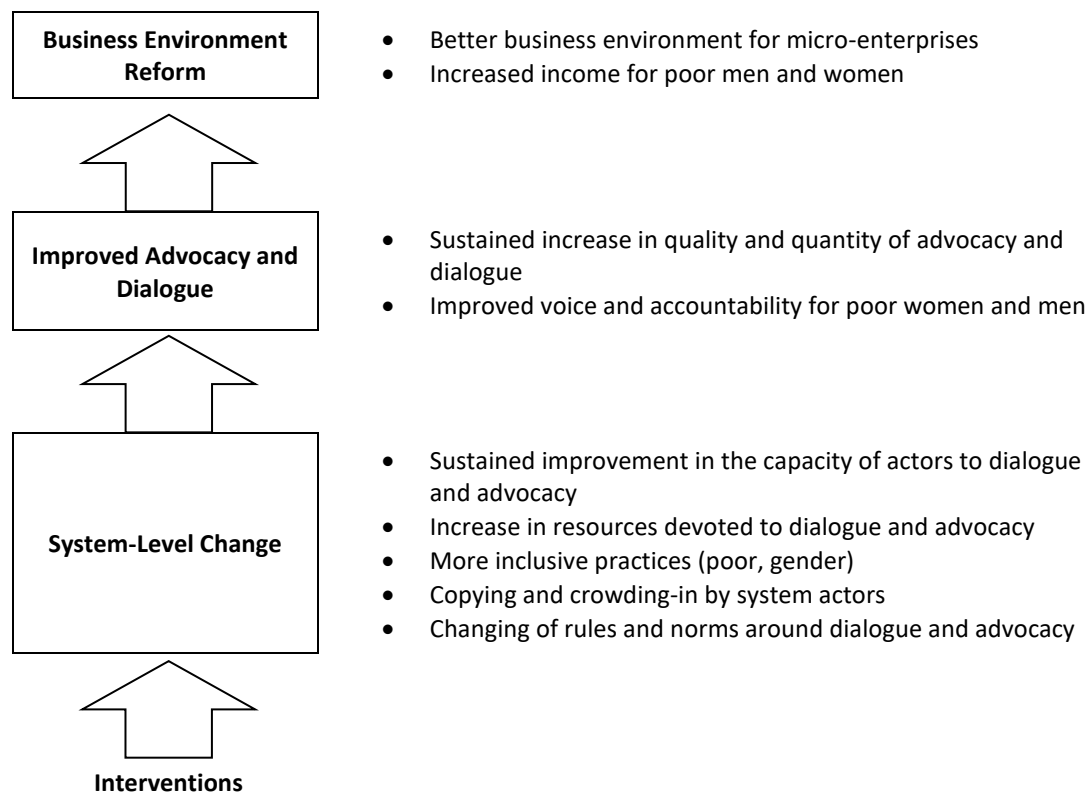 Business Environment
Reform
• Better business environment for micro-enterprises
• Increased income for poor men and women
Improved Advocacy and
Dialogue
• Sustained increase in quality and quantity of advocacy and
dialogue
• Improved voice and accountability for poor women and men
System-Level Change
• Sustained improvement in the capacity of actors to dialogue
and advocacy
• Increase in resources devoted to dialogue and advocacy
• More inclusive practices (poor, gender)
• Copying and crowding-in by system actors
• Changing of rules and norms around dialogue and advocacy
Interventions